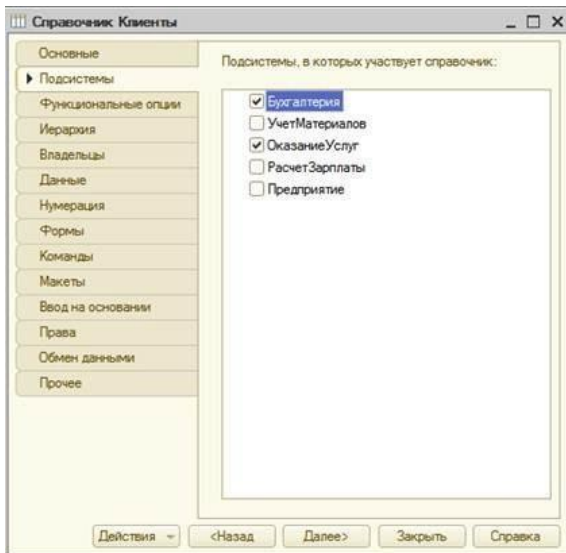 Справочник Клиенты
Основные
Подсистемы
Функциональные опции
Иерархия
Владельцы
Данные
Нумерация
Формы
Команды
Макеты
Ввод на основании
Права
Обмен данными
Прочее
Подсистемы, в которых участвует справочник:
Бухгалтерия
УчетМатериалов
ОказаниеУслуг
РасчетЗарплаты
Предприятие
Действия
<Назад
Далее>
Закрыть
Справка